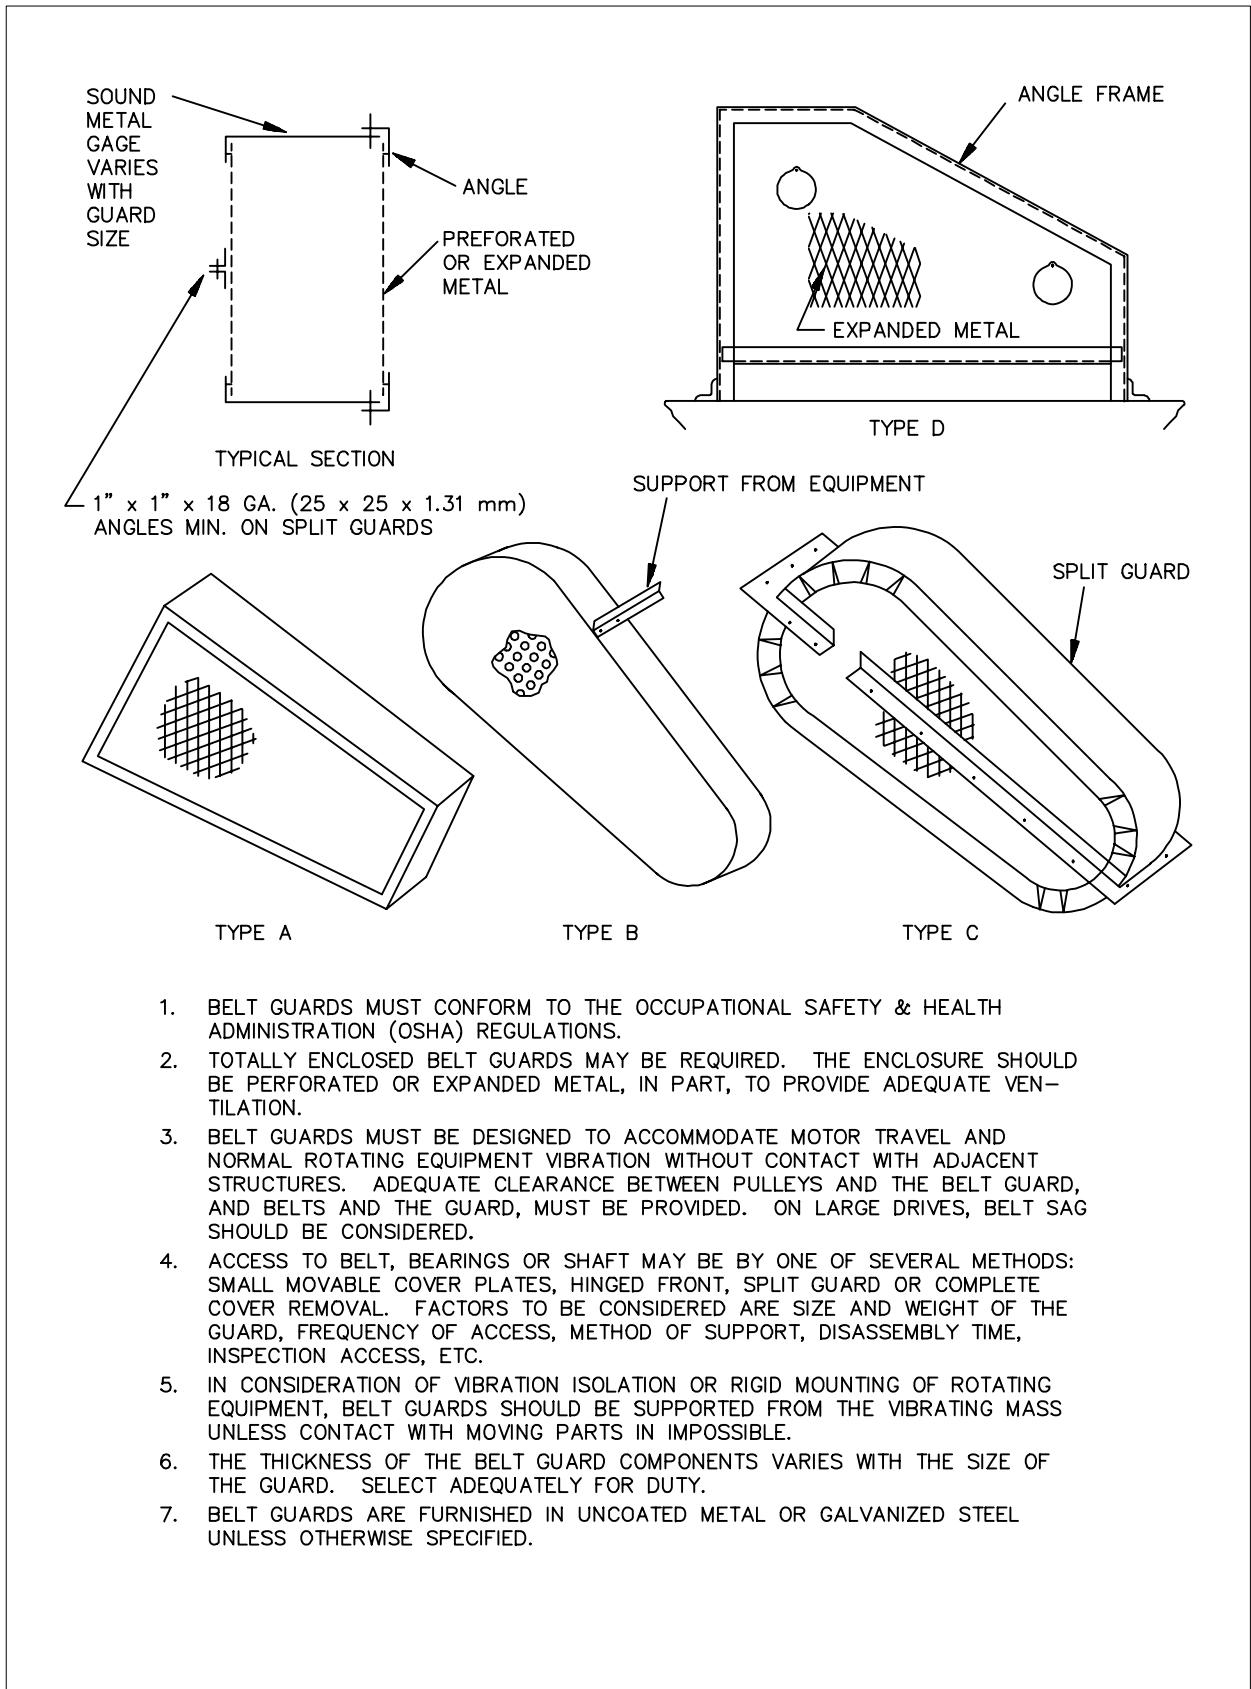 SOUND
METAL
GAGE
VARIES
WITH
GUARD
SIZE
ANGLE
PREFORATED
OR EXPANDED
METAL
TYPICAL SECTION
1" x 1" x 18 GA. (25 x 25 x 1.31 mm)
ANGLES MIN. ON SPLIT GUARDS
ANGLE FRAME
EXPANDED METAL
TYPE D
SUPPORT FROM EQUIPMENT
SPLIT GUARD
TYPE A
TYPE B
TYPE C
1. BELT GUARDS MUST CONFORM TO THE OCCUPATIONAL SAFETY & HEALTH
ADMINISTRATION (OSHA) REGULATIONS.
2. TOTALLY ENCLOSED BELT GUARDS MAY BE REQUIRED. THE ENCLOSURE SHOULD
BE PERFORATED OR EXPANDED METAL, IN PART, TO PROVIDE ADEQUATE VEN-
TILATION.
3. BELT GUARDS MUST BE DESIGNED TO ACCOMMODATE MOTOR TRAVEL AND
NORMAL ROTATING EQUIPMENT VIBRATION WITHOUT CONTACT WITH ADJACENT
STRUCTURES. ADEQUATE CLEARANCE BETWEEN PULLEYS AND THE BELT GUARD,
AND BELTS AND THE GUARD, MUST BE PROVIDED. ON LARGE DRIVES, BELT SAG
SHOULD BE CONSIDERED.
4. ACCESS TO BELT, BEARINGS OR SHAFT MAY BE BY ONE OF SEVERAL METHODS:
SMALL MOVABLE COVER PLATES, HINGED FRONT, SPLIT GUARD OR COMPLETE
COVER REMOVAL. FACTORS TO BE CONSIDERED ARE SIZE AND WEIGHT OF THE
GUARD, FREQUENCY OF ACCESS, METHOD OF SUPPORT, DISASSEMBLY TIME,
INSPECTION ACCESS, ETC.
5. IN CONSIDERATION OF VIBRATION ISOLATION OR RIGID MOUNTING OF ROTATING
EQUIPMENT, BELT GUARDS SHOULD BE SUPPORTED FROM THE VIBRATING MASS
UNLESS CONTACT WITH MOVING PARTS IN IMPOSSIBLE.
6. THE THICKNESS OF THE BELT GUARD COMPONENTS VARIES WITH THE SIZE OF
THE GUARD. SELECT ADEQUATELY FOR DUTY.
7. BELT GUARDS ARE FURNISHED IN UNCOATED METAL OR GALVANIZED STEEL
UNLESS OTHERWISE SPECIFIED.